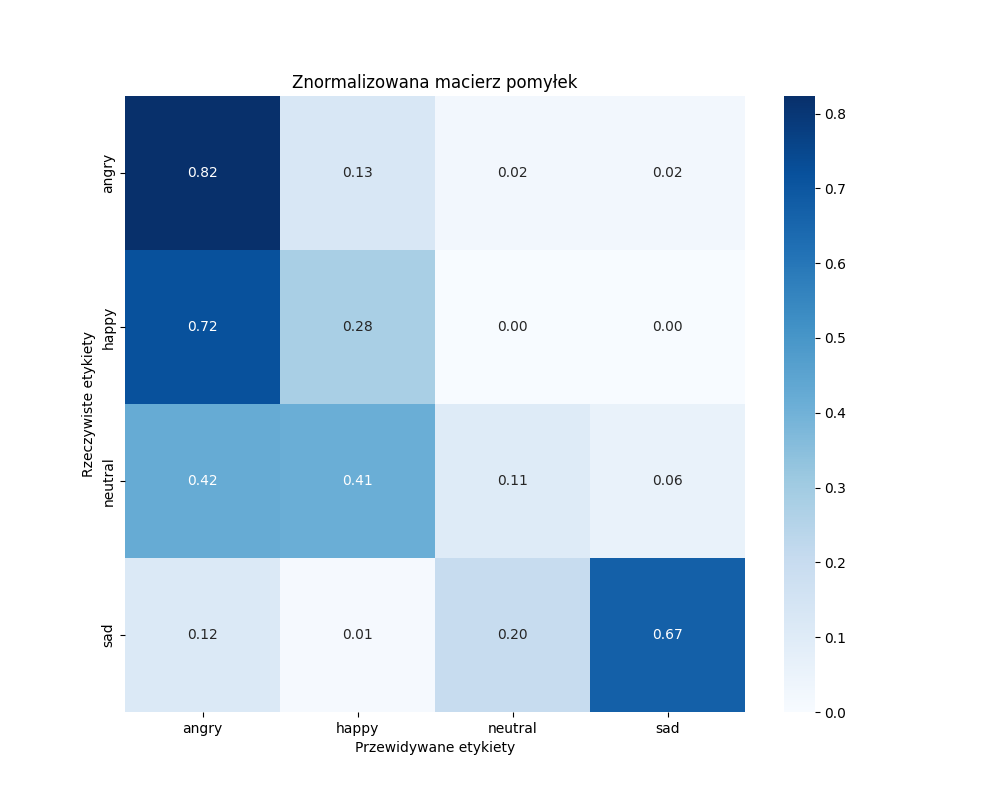 Znormalizowana macierz pomyłek
Rzeczywiste etykiety
angry
0.82 0.13 0.02 0.02
happy
0.72 0.28 0.00 0.00
neutral
0.42 0.41 0.11 0.06
sad
0.12 0.01 0.20 0.67
angry happy neutral sad
Przewidywane etykiety
0.8
0.7
0.6
0.5
0.4
0.3
0.2
0.1
0.0